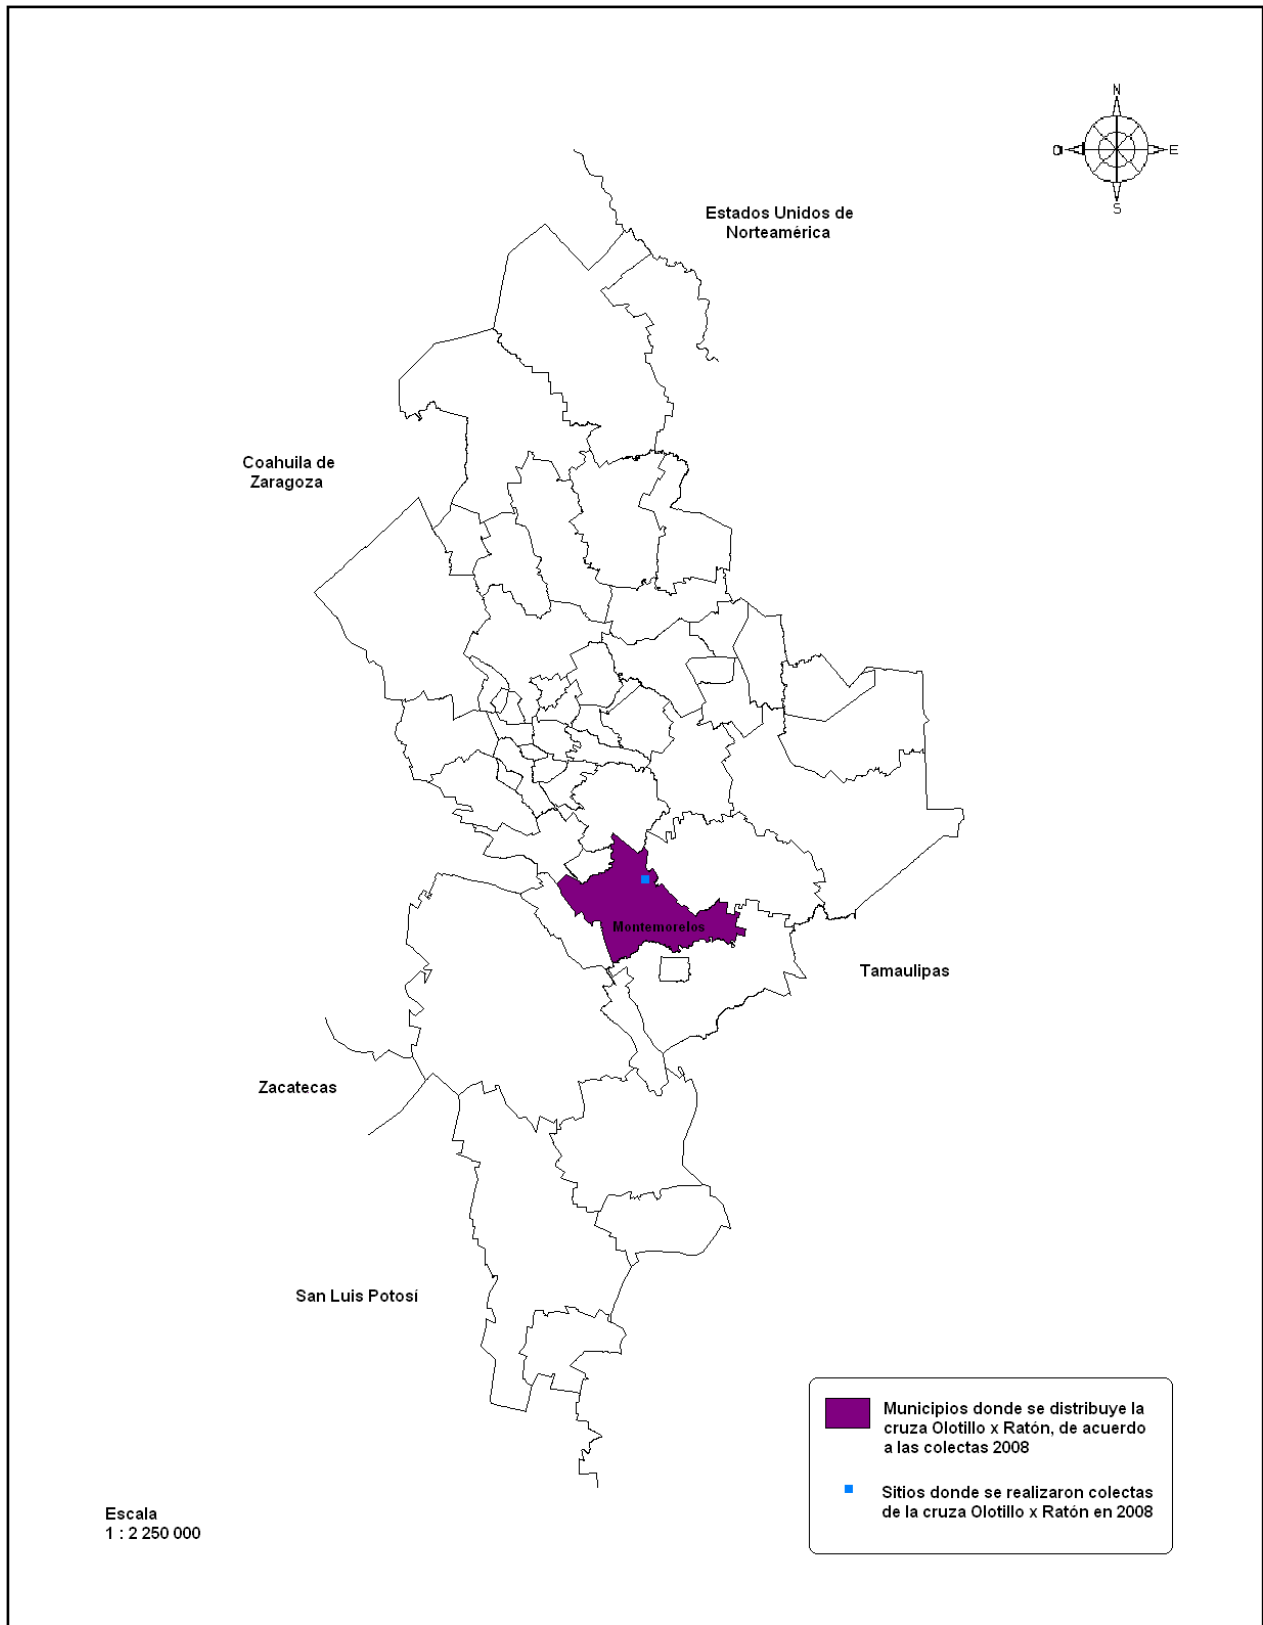 N
O E
S
Estados Unidos de
Norteamérica
Coahuila de
Zaragoza
Montemorelos
Tamaulipas
Zacatecas
San Luis Potosí
Municipios donde se distribuye la
cruza Olotillo x Ratón, de acuerdo
a las colectas 2008
Sitios donde se realizaron colectas
de la cruza Olotillo x Ratón en 2008
Escala
1 : 2 250 000